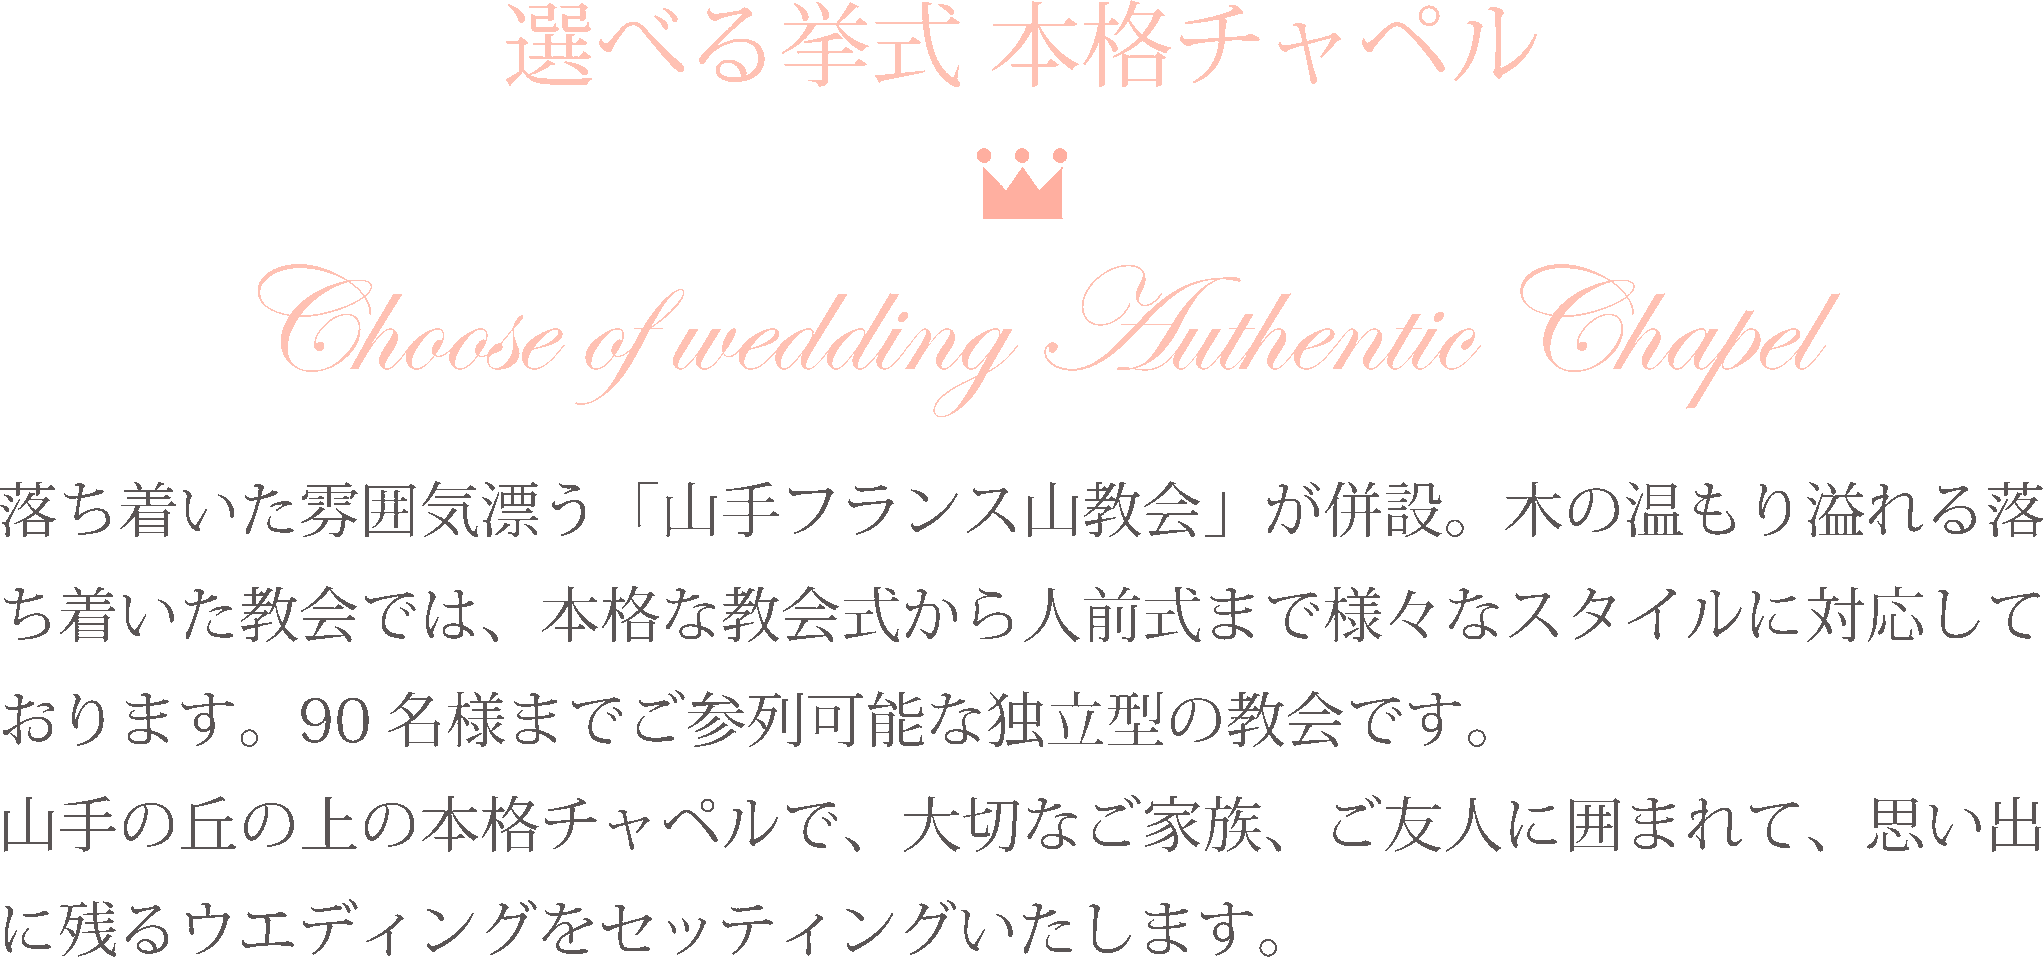 選べる挙式 本格チャペル
Choose of wedding Authentic Chapel
落ち着いた雰囲気漂う「山手フランス山教会」が併設。木の温もり溢れる落
ち着いた教会では、本格な教会式から人前式まで様々なスタイルに対応して
おります。90 名様までご参列可能な独立型の教会です。
山手の丘の上の本格チャペルで、大切なご家族、ご友人に囲まれて、思い出
に残るウエディングをセッティングいたします。